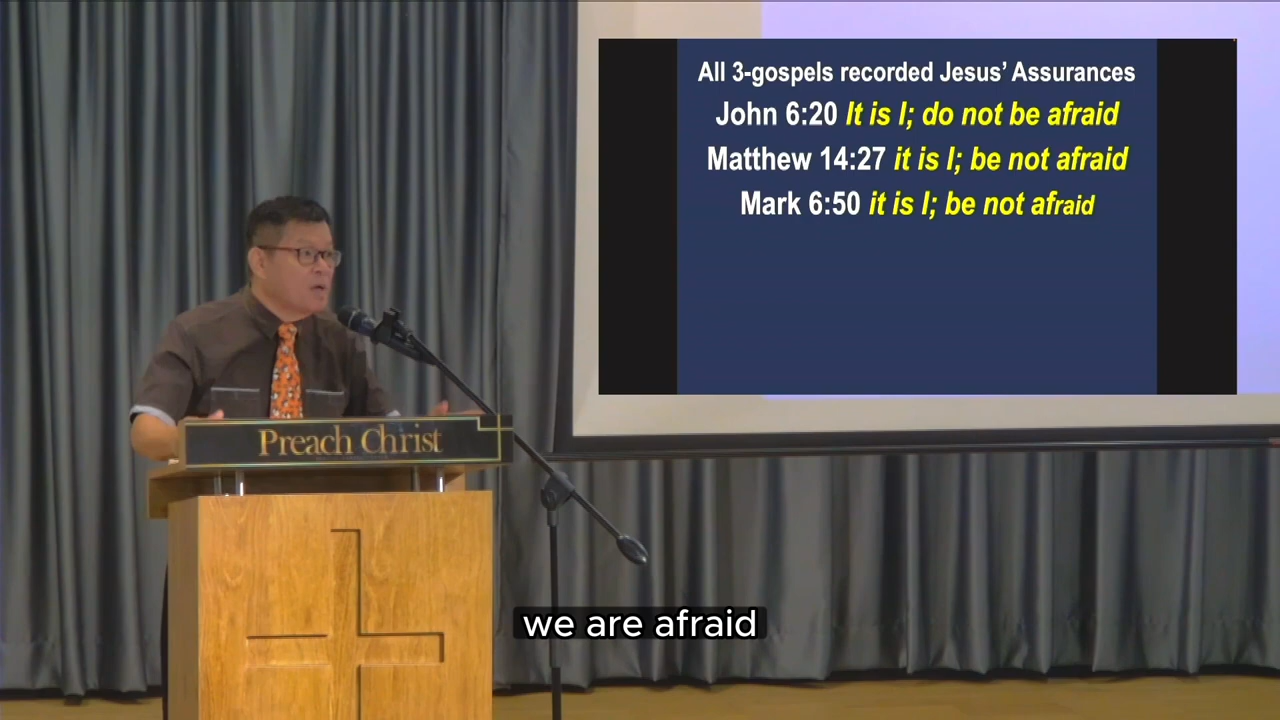 All 3-gospels recorded Jesus' Assurances
John 6:20 It is I; do not be afraid
Matthew 14:27 it is I; be not afraid
Mark 6:50 it is I; be not afraid
Preach Christ
we are afraid